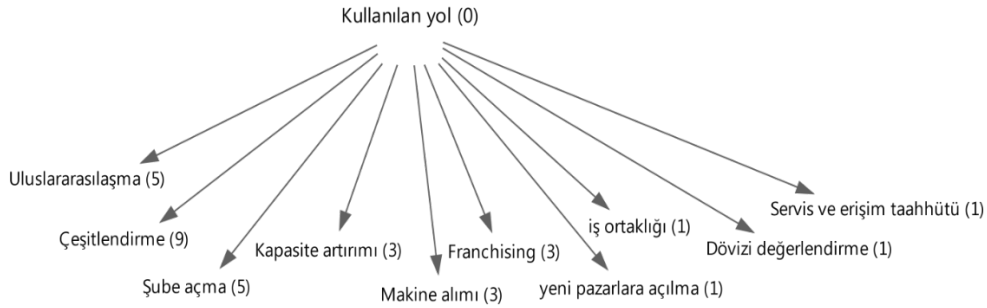 Kullanılan yol (0)
Uluslararasılaşma (5)
Çeşitlendirme (9)
Şube açma (5)
Kapasite artırımı (3)
Makine alımı (3)
Franchising (3)
yeni pazarlara açılma (1)
iş ortaklığı (1)
Dövizi değerlendirme (1)
Servis ve erişim taahhütü (1)